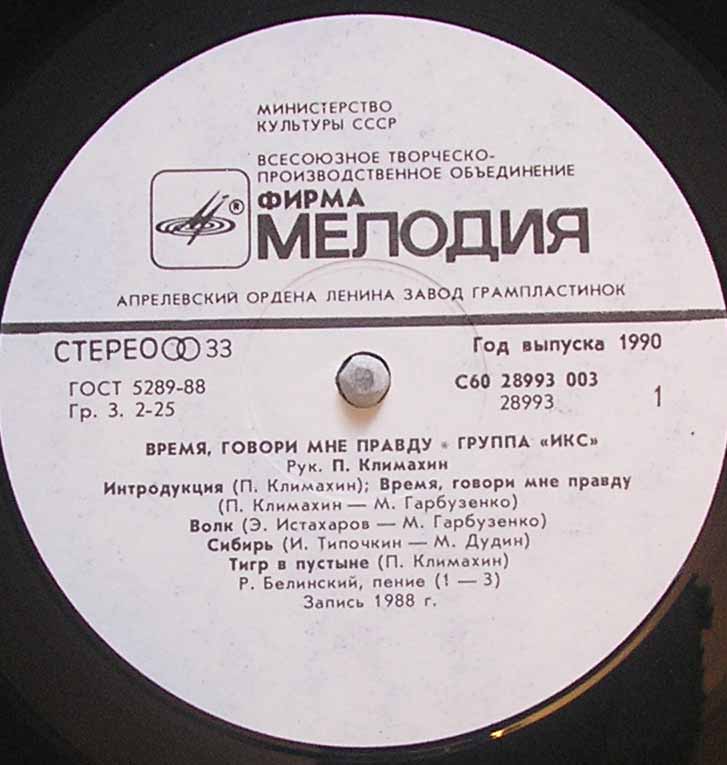 МИНИСТЕРСТВО
КУЛЬТУРЫ СССР
ВСЕСОЮЗНОЕ ТВОРЧЕСКО-
ПРОИЗВОДСТВЕННОЕ ОБЪЕДИНЕНИЕ
ФИРМА
®
МЕЛОДИЯ
АПРЕЛЕВСКИЙ ОРДЕНА ЛЕНИНА ЗАВОД ГРАМПЛАСТИНОК
СТЕРЕО 33
Год выпуска 1990
ГОСТ 5289-88
С60 28993 003
Гр. 3. 2-25
28993
1
ВРЕМЯ, ГОВОРИ МНЕ ПРАВДУ * ГРУППА «ИКС»
Рук. П. Климахин
Интродукция (П. Климахин); Время, говори мне правду
(П. Климахин — М. Гарбузенко)
Волк (Э. Истахаров — М. Гарбузенко)
Сибирь (И. Типочкин — М. Дудин)
Тигр в пустыне (П. Климахин)
Р. Белинский, пение (1 — 3)
Запись 1988 г.